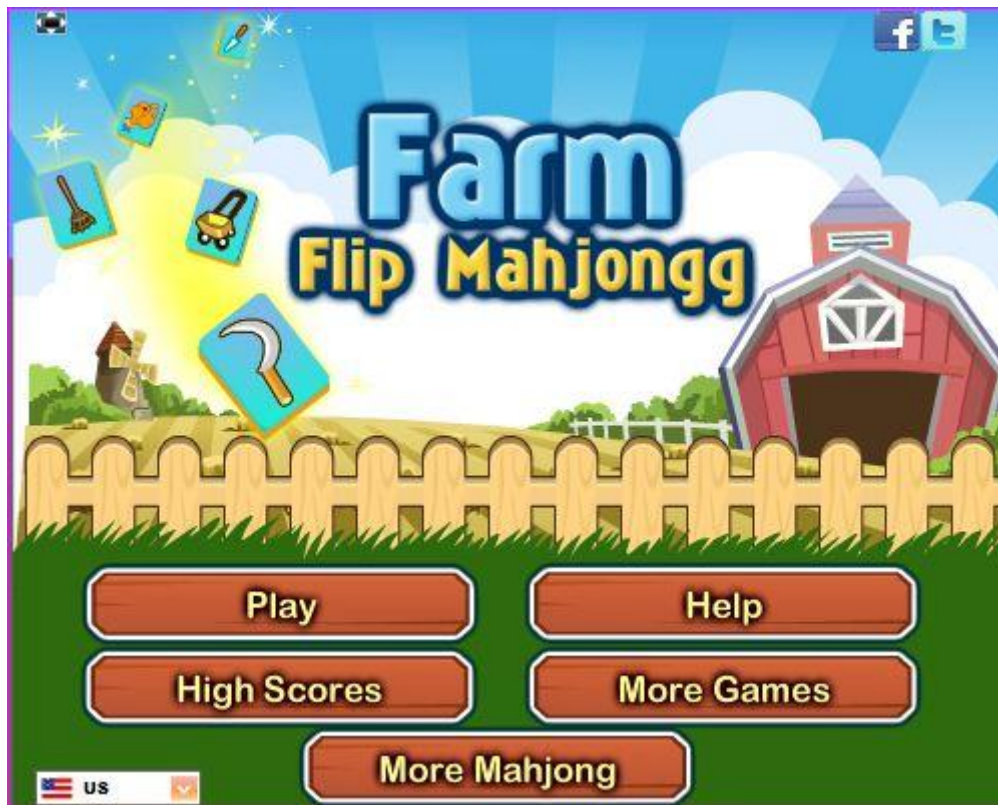 f t
Farm
Flip Mahjongg
Play
Help
High Scores
More Games
More Mahjong
US